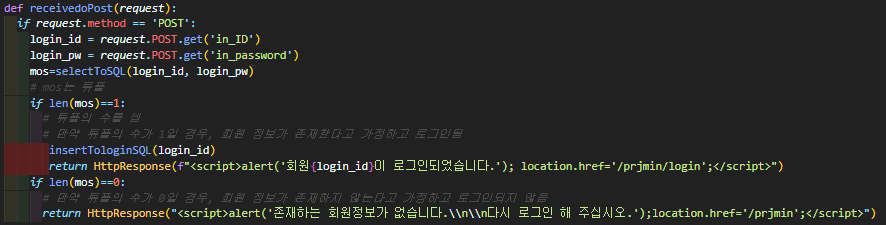 def receivedoPost(request):
if request.method == 'POST':
login_id = request.POST.get('in_ID')
login_pw = request.POST.get('in_password')
mos=selectToSQL(login_id, login_pw)
# mos는 튜플
if len(mos)==1:
# 튜플의 수를 셈
# 만약 튜플의 수가 1일 경우, 회원 정보가 존재한다고 가정하고 로그인됨
insertTologinSQL(login_id)
return HttpResponse(f"<script>alert('회원{login_id}이 로그인되었습니다.'); location.href='/prjmin/login';</script>")
if len(mos)==0:
# 만약 튜플의 수가 0일 경우, 회원 정보가 존재하지 않는다고 가정하고 로그인되지 않음
return HttpResponse("<script>alert('존재하는 회원정보가 없습니다.\\n\\n다시 로그인 해 주십시오.');location.href='/prjmin';</script>")